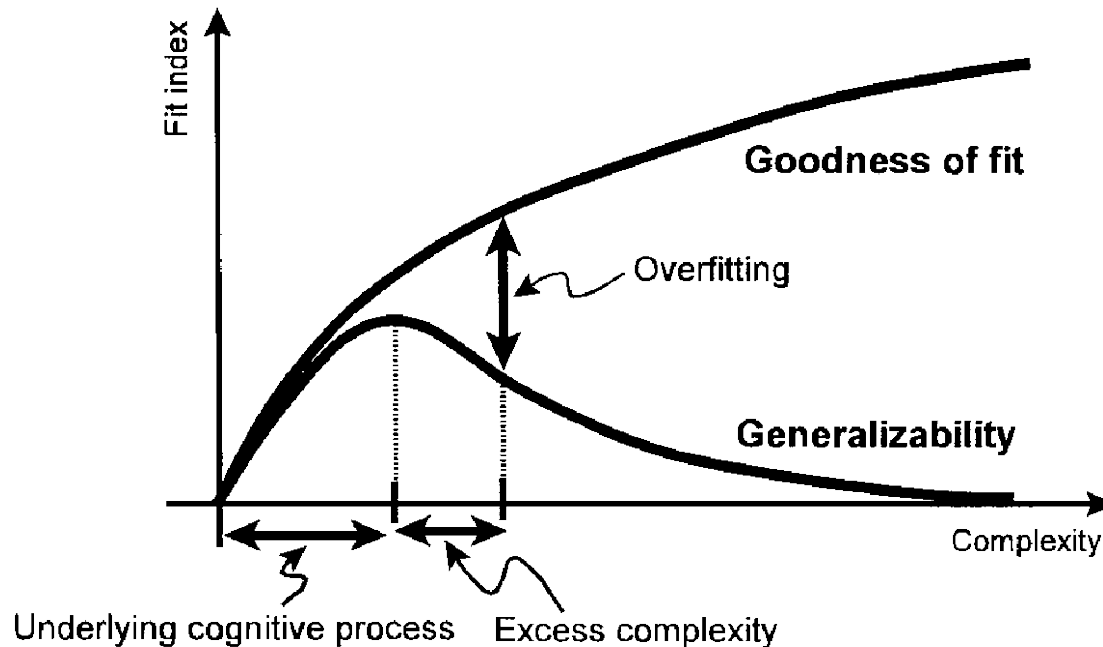 Fit index
Goodness of fit
Overfitting
Generalizability
Complexity
Underlying cognitive process
Excess complexity